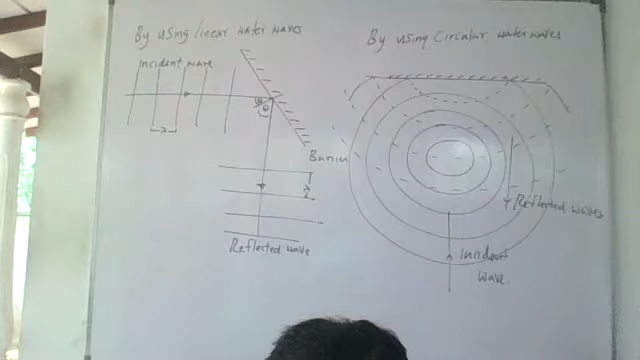 By using linear water waves
Incident wave
θ
θ
λ
Barrier
λ
Reflected wave
By using Circular water waves
Reflected waves
Incident
wave.